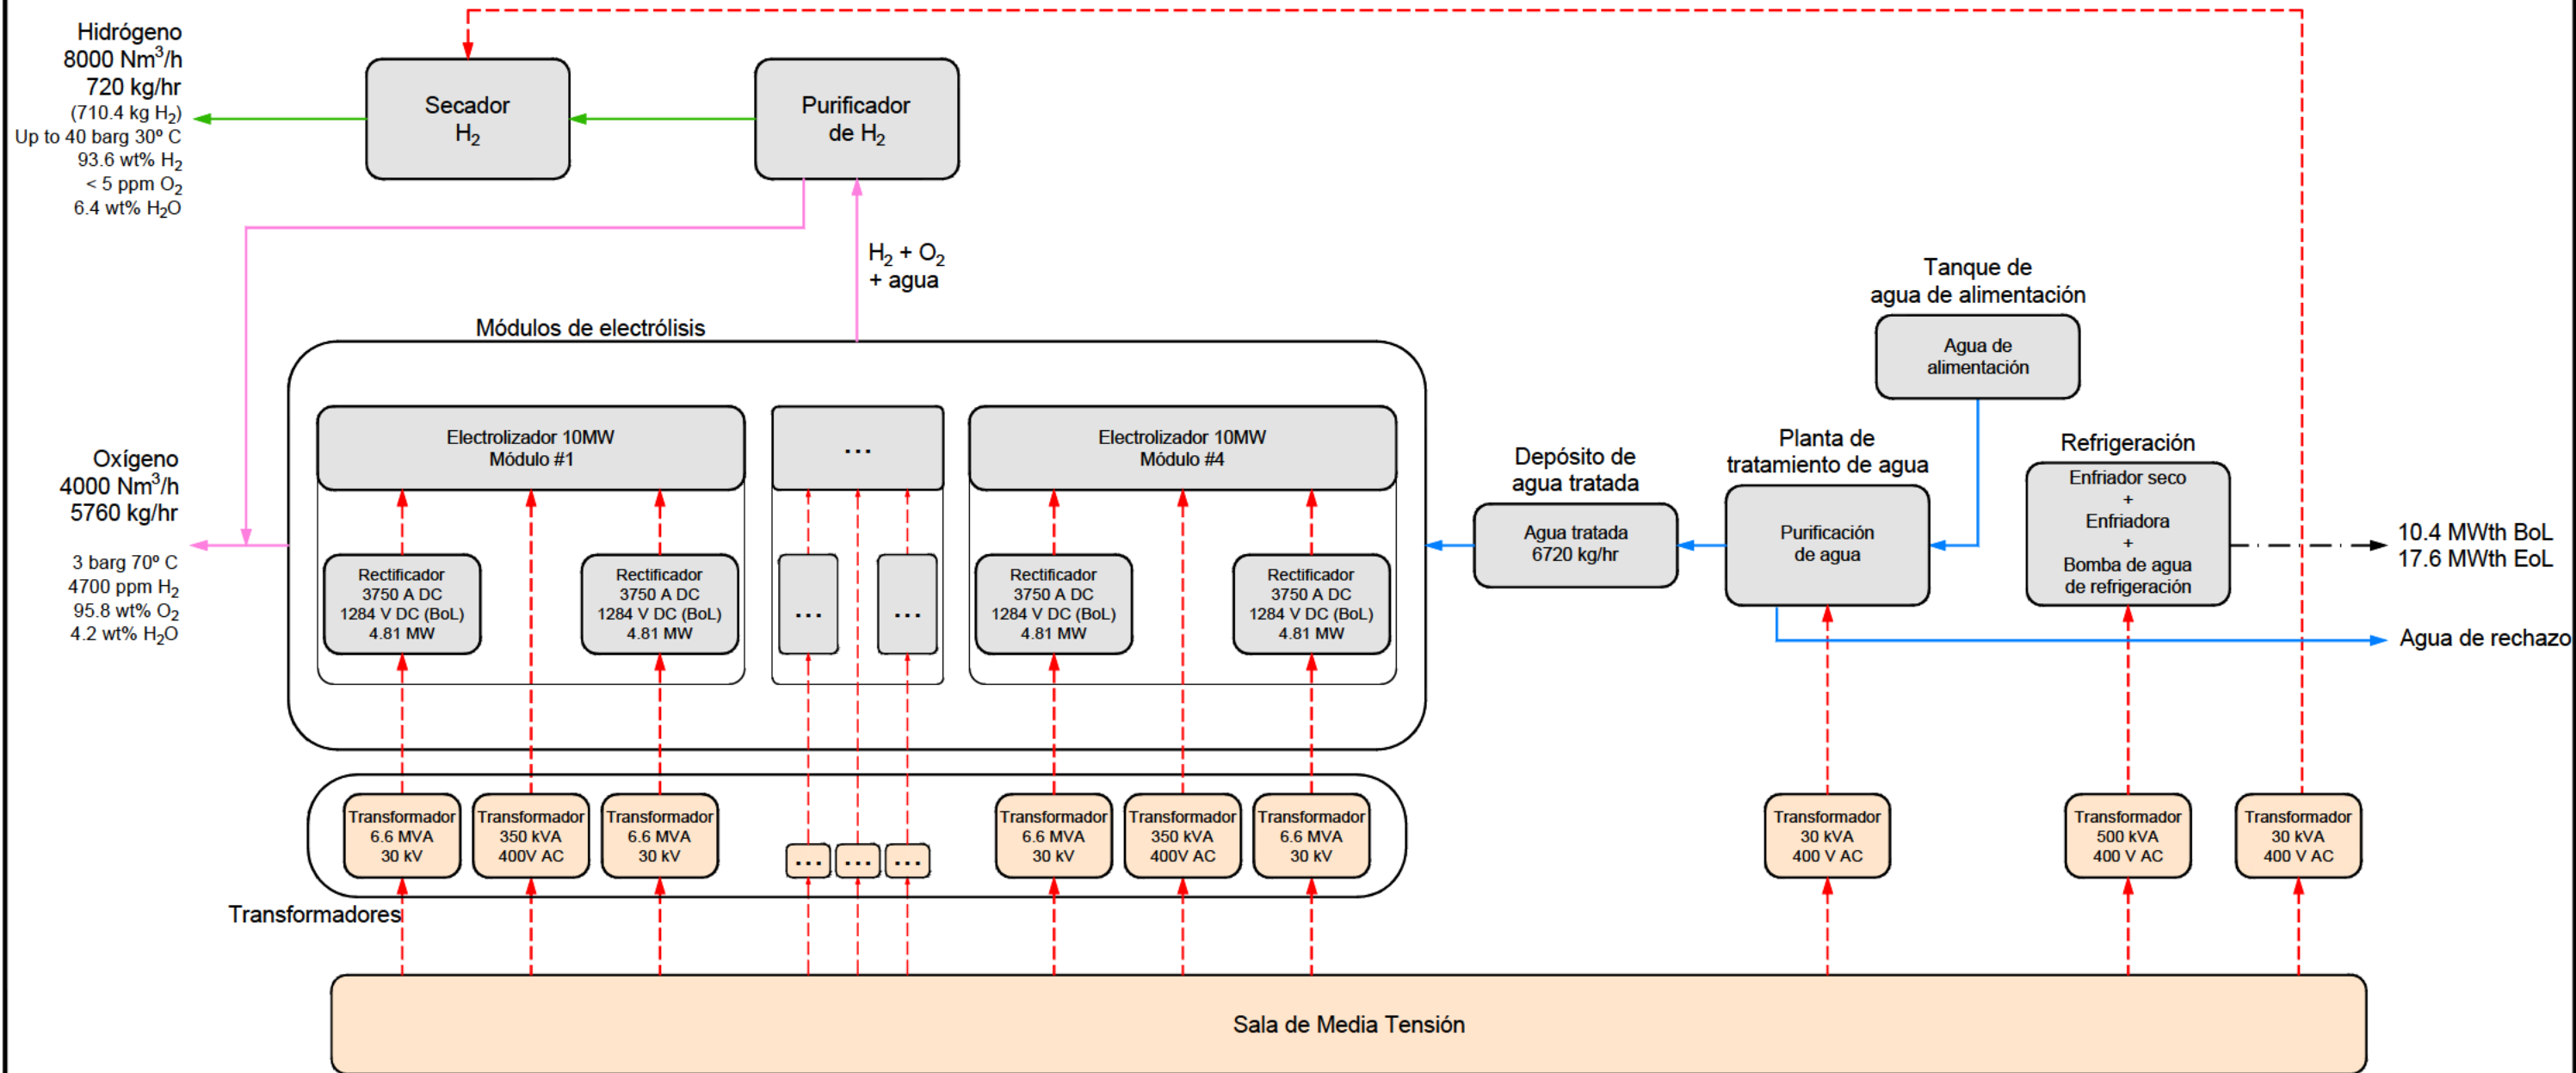 Hidrógeno
8000 Nm³/h
720 kg/hr
(710.4 kg H₂)
Up to 40 barg 30º C
93.6 wt% H₂
< 5 ppm O₂
6.4 wt% H₂O
Secador
H₂
Purificador
de H₂
H₂ + O₂
+ agua
Módulos de electrólisis
Tanque de
agua de alimentación
Agua de
alimentación
Oxígeno
4000 Nm³/h
5760 kg/hr
3 barg 70º C
4700 ppm H₂
95.8 wt% O₂
4.2 wt% H₂O
Electrolizador 10MW
Módulo #1
...
Electrolizador 10MW
Módulo #4
Rectificador
3750 A DC
1284 V DC (BoL)
4.81 MW
Rectificador
3750 A DC
1284 V DC (BoL)
4.81 MW
...
...
Rectificador
3750 A DC
1284 V DC (BoL)
4.81 MW
Rectificador
3750 A DC
1284 V DC (BoL)
4.81 MW
Depósito de
agua tratada
Agua tratada
6720 kg/hr
Planta de
tratamiento de agua
Purificación
de agua
Refrigeración
Enfriador seco
+
Enfriadora
+
Bomba de agua
de refrigeración
10.4 MWth BoL
17.6 MWth EoL
Agua de rechazo
Transformador
6.6 MVA
30 kV
Transformador
350 kVA
400V AC
Transformador
6.6 MVA
30 kV
...
...
...
Transformador
6.6 MVA
30 kV
Transformador
350 kVA
400V AC
Transformador
6.6 MVA
30 kV
Transformador
30 kVA
400 V AC
Transformador
500 kVA
400 V AC
Transformador
30 kVA
400 V AC
Transformadores
Sala de Media Tensión